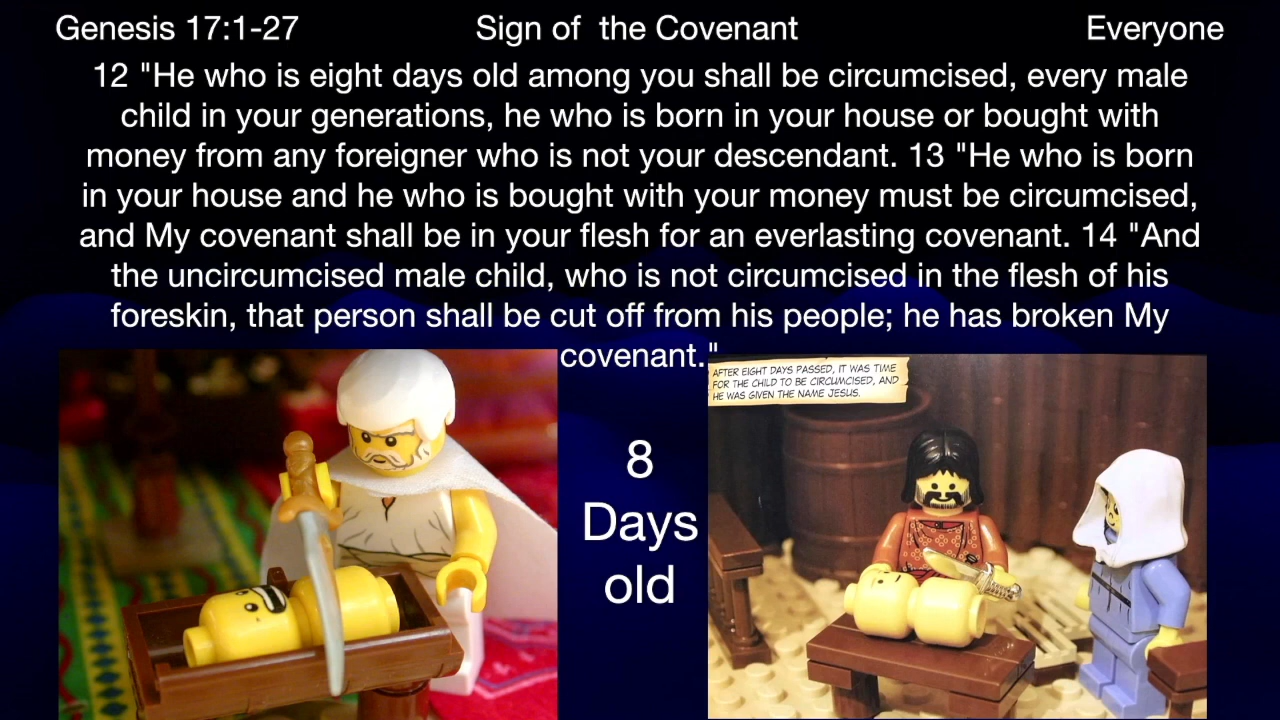 Genesis 17:1-27 Sign of  the Covenant Everyone
12 "He who is eight days old among you shall be circumcised, every male
child in your generations, he who is born in your house or bought with
money from any foreigner who is not your descendant. 13 "He who is born
in your house and he who is bought with your money must be circumcised,
and My covenant shall be in your flesh for an everlasting covenant. 14 "And
the uncircumcised male child, who is not circumcised in the flesh of his
foreskin, that person shall be cut off from his people; he has broken My
covenant."
AFTER EIGHT DAYS PASSED, IT WAS TIME
FOR THE CHILD TO BE CIRCUMCISED, AND
HE WAS GIVEN THE NAME JESUS.
8
Days
old